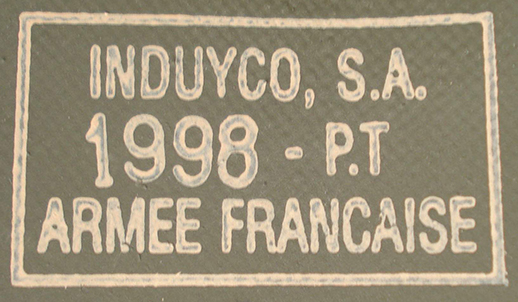 INDUYCO, S.A.
1998 - P.T
ARMEE FRANCAISE